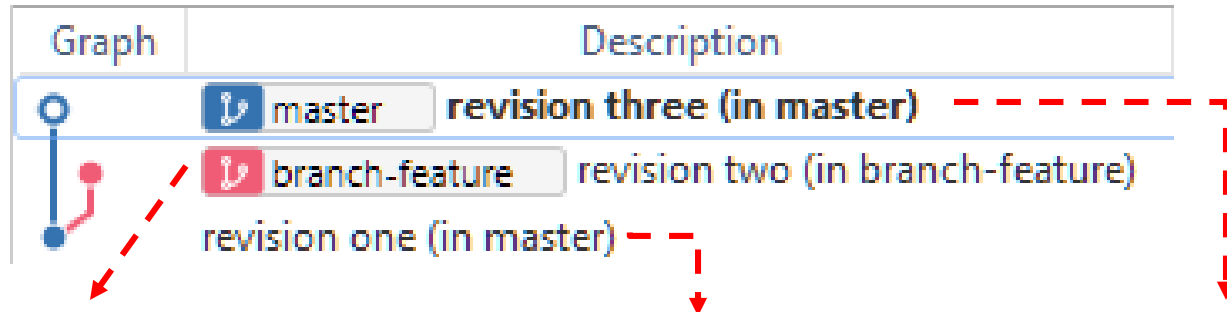 Graph Description
master revision three (in master)
branch-feature revision two (in branch-feature)
revision one (in master)